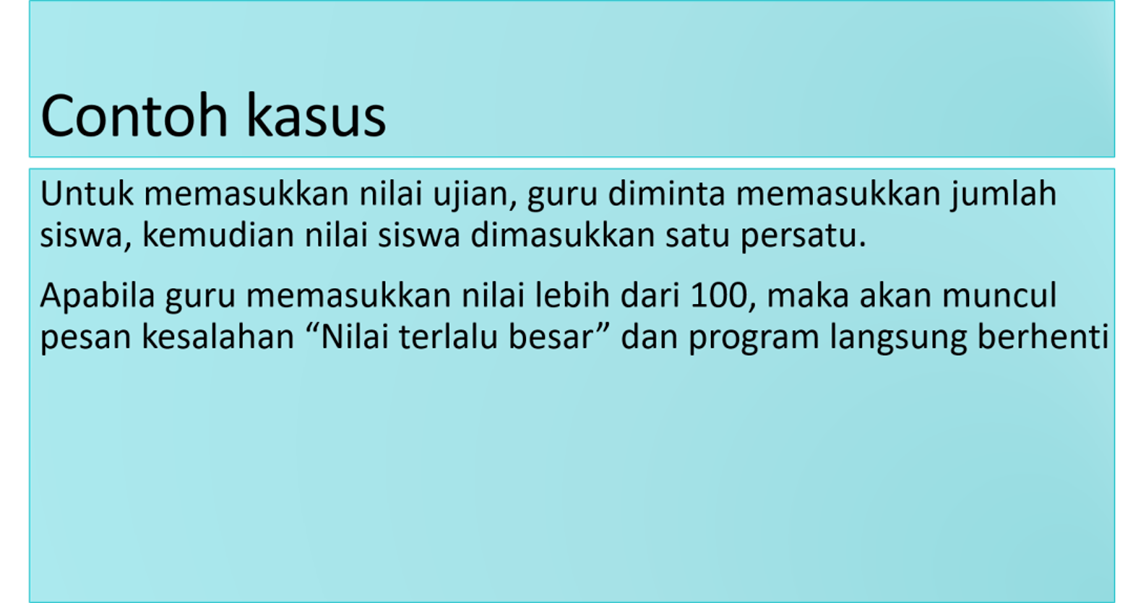 Contoh kasus
Untuk memasukkan nilai ujian, guru diminta memasukkan jumlah
siswa, kemudian nilai siswa dimasukkan satu persatu.
Apabila guru memasukkan nilai lebih dari 100, maka akan muncul
pesan kesalahan “Nilai terlalu besar” dan program langsung berhenti